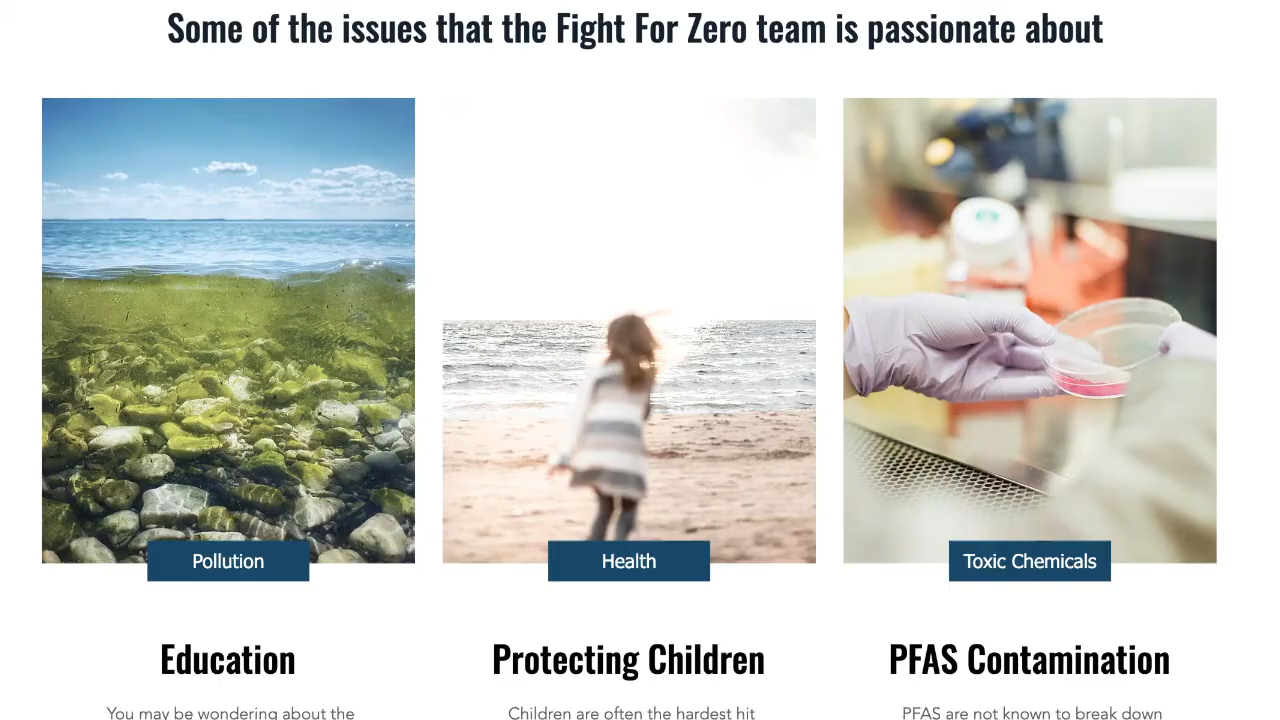 Some of the issues that the Fight For Zero team is passionate about
Pollution
Health
Toxic Chemicals
Education
Protecting Children
PFAS Contamination
You may be wondering about the
Children are often the hardest hit
PFAS are not known to break down